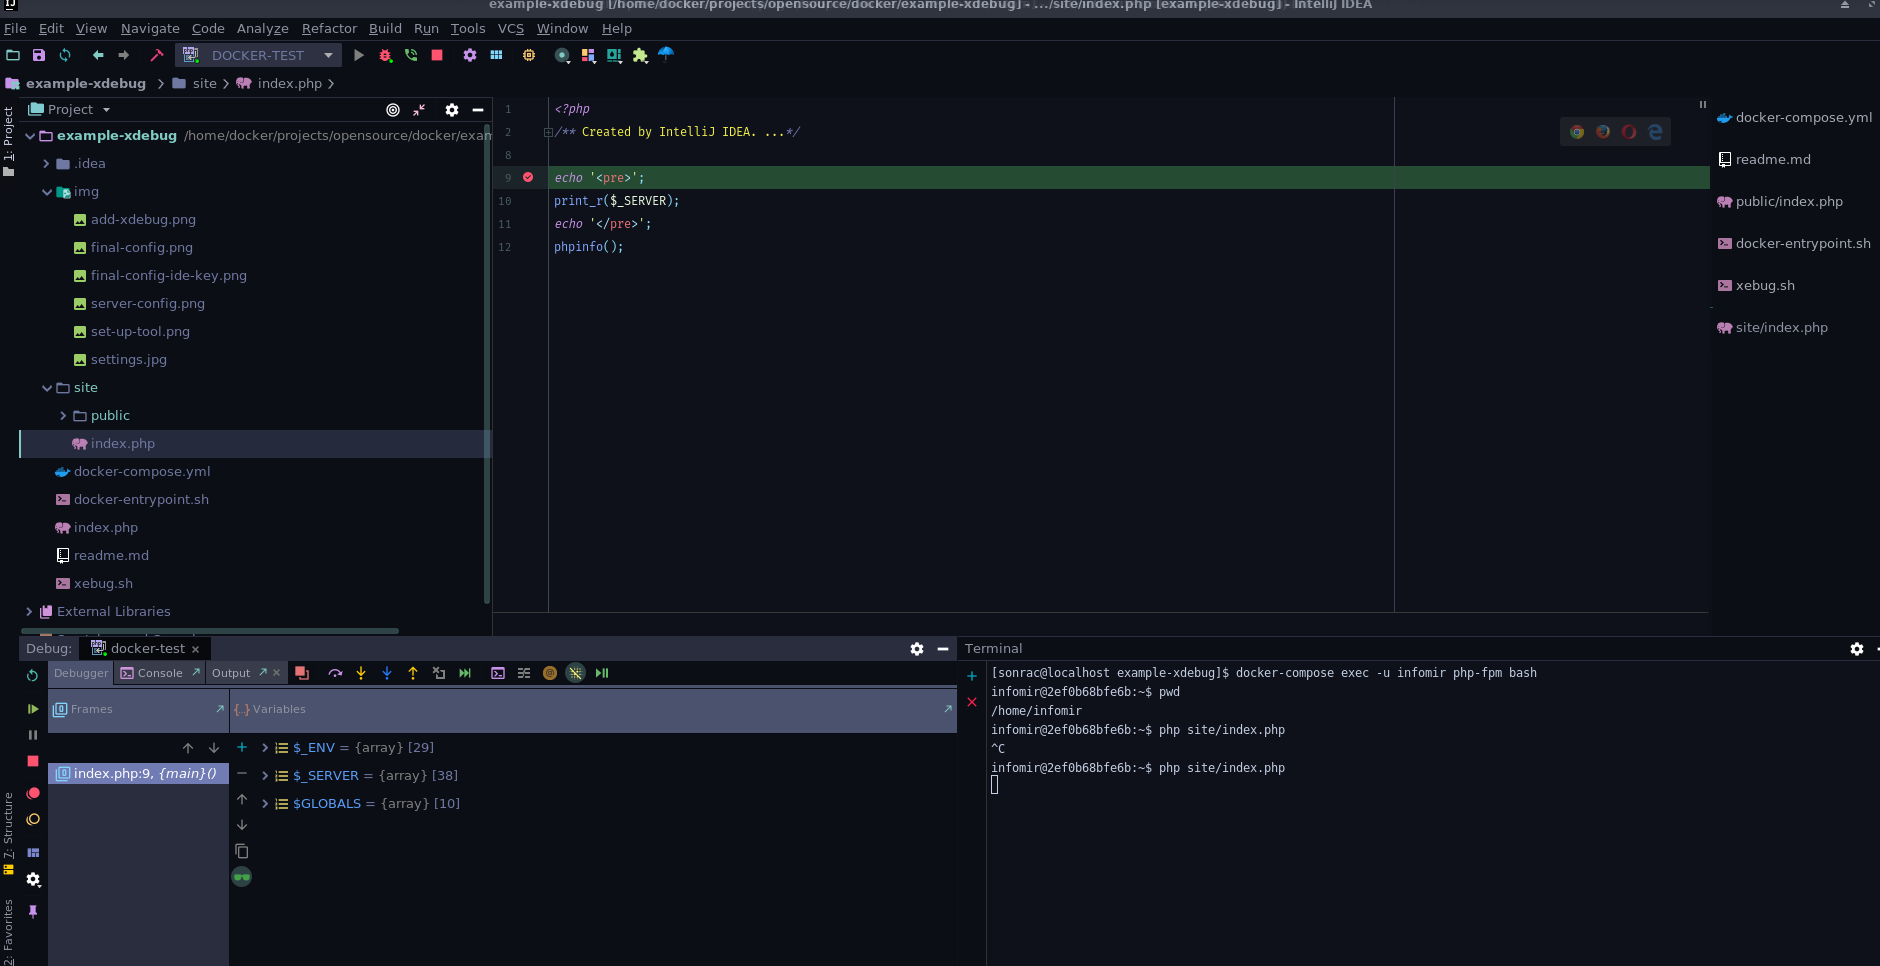 example-xdebug [/home/docker/projects/opensource/docker/example-xdebug] - .../site/index.php [example-xdebug] - IntelliJ IDEA
File Edit View Navigate Code Analyze Refactor Build Run Tools VCS Window Help
DOCKER-TEST
example-xdebug site index.php
1: Project
Project
example-xdebug /home/docker/projects/opensource/docker/exam
.idea
img
add-xdebug.png
final-config.png
final-config-ide-key.png
server-config.png
set-up-tool.png
settings.jpg
site
public
index.php
docker-compose.yml
docker-entrypoint.sh
index.php
readme.md
xebug.sh
External Libraries
1 <?php
2 /** Created by IntelliJ IDEA. ...*/
8
9 echo '<pre>';
10 print_r($_SERVER);
11 echo '</pre>';
12 phpinfo();
docker-compose.yml
readme.md
public/index.php
docker-entrypoint.sh
xebug.sh
site/index.php
Debug: docker-test
Debugger Console Output
Frames
Variables
index.php:9, {main}()
$_ENV = {array} [29]
$_SERVER = {array} [38]
$GLOBALS = {array} [10]
7: Structure
2: Favorites
Terminal
[sonrac@localhost example-xdebug]$ docker-compose exec -u infomir php-fpm bash
infomir@2ef0b68bfe6b:~$ pwd
/home/infomir
infomir@2ef0b68bfe6b:~$ php site/index.php
^C
infomir@2ef0b68bfe6b:~$ php site/index.php